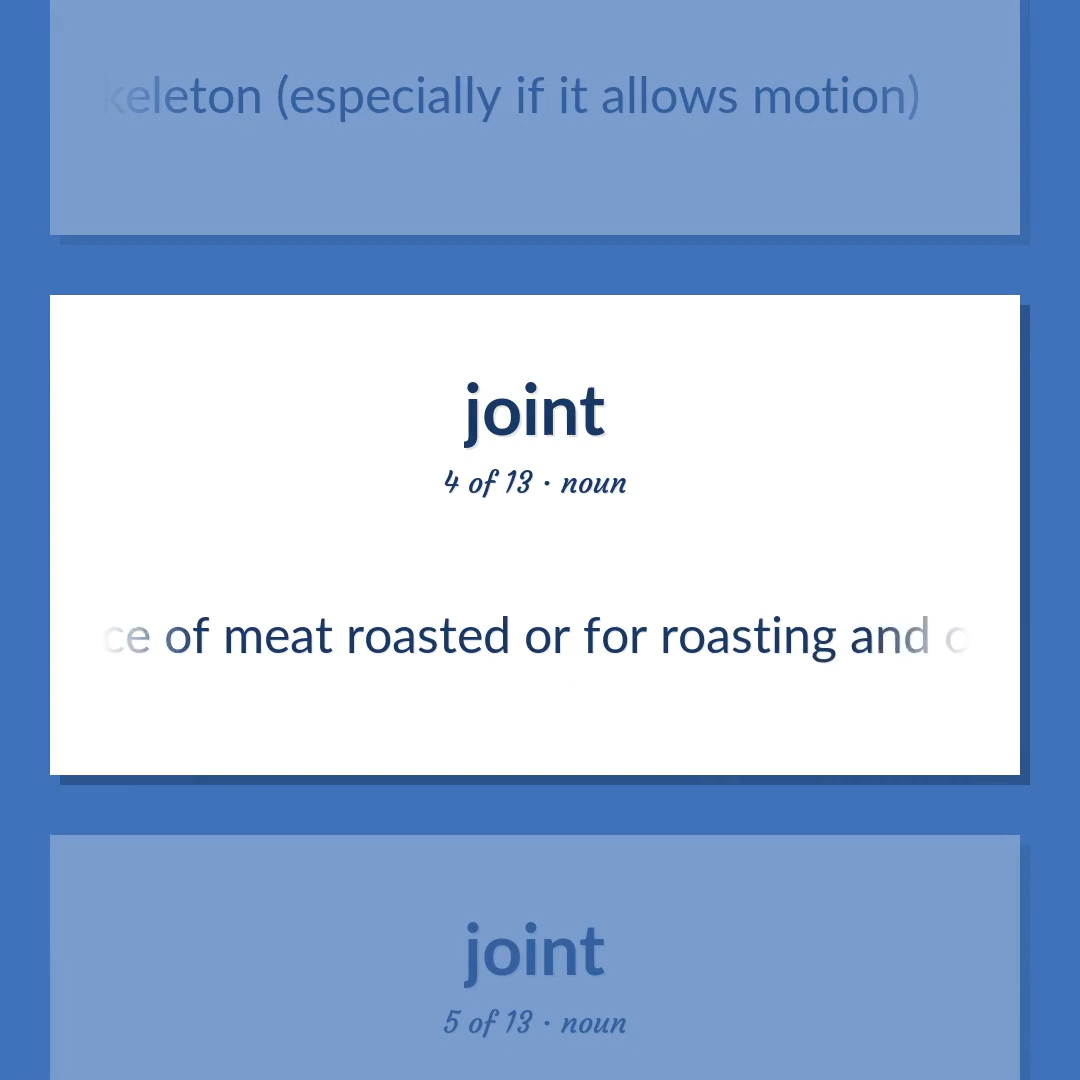 keleton (especially if it allows motion)
joint
4 of 13 · noun
ce of meat roasted or for roasting and
joint
5 of 13 · noun